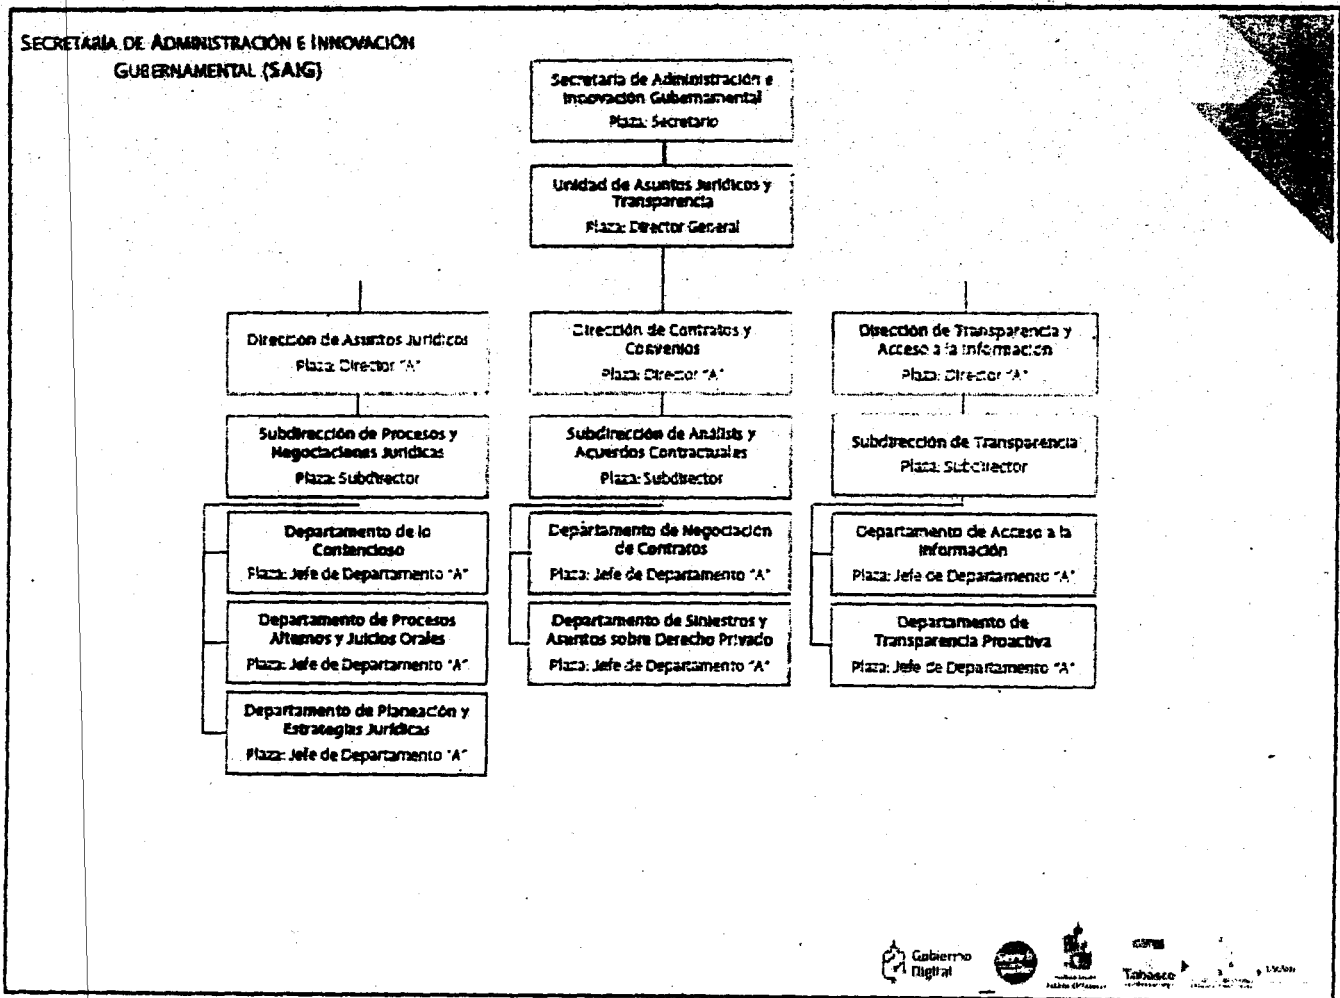 SECRETARÍA DE ADMINISTRACIÓN E INNOVACIÓN
GUBERNAMENTAL (SAIG)
Secretaría de Administración e
Innovación Gubernamental
Plaza: Secretario
Unidad de Asuntos Jurídicos y
Transparencia
Plaza: Director General
Dirección de Asuntos Jurídicos
Plaza: Director "A"
Subdirección de Procesos y
Negociaciones Jurídicas
Plaza: Subdirector
Departamento de lo
Contencioso
Plaza: Jefe de Departamento "A"
Departamento de Procesos
Alternos y Juicios Orales
Plaza: Jefe de Departamento "A"
Departamento de Planeación y
Estrategias Jurídicas
Plaza: Jefe de Departamento "A"
Dirección de Contratos y
Convenios
Plaza: Director "A"
Subdirección de Análisis y
Acuerdos Contractuales
Plaza: Subdirector
Departamento de Negociación
de Contratos
Plaza: Jefe de Departamento "A"
Departamento de Siniestros y
Asuntos sobre Derecho Privado
Plaza: Jefe de Departamento "A"
Dirección de Transparencia y
Acceso a la Información
Plaza: Director "A"
Subdirección de Transparencia
Plaza: Subdirector
Departamento de Acceso a la
Información
Plaza: Jefe de Departamento "A"
Departamento de
Transparencia Proactiva
Plaza: Jefe de Departamento "A"
Gobierno
Digital
Tabasco